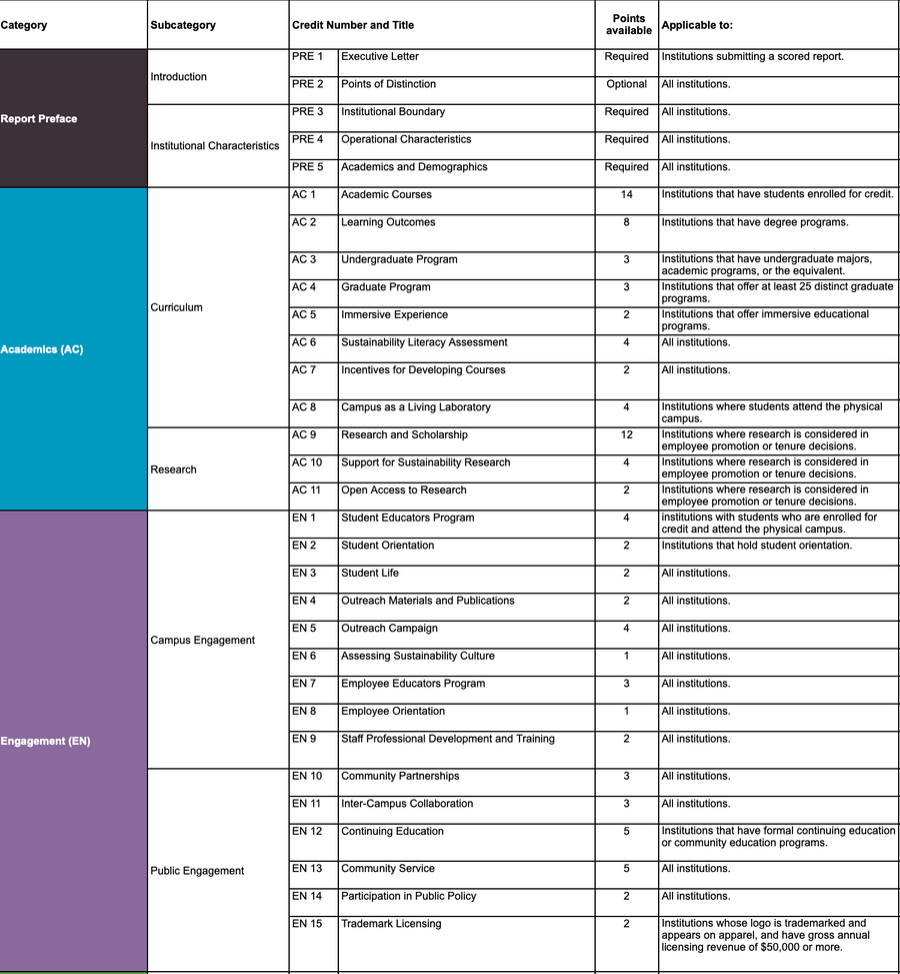 Category Subcategory Credit Number and Title Points available Applicable to:
Report Preface
Introduction
PRE 1 Executive Letter Required Institutions submitting a scored report.
PRE 2 Points of Distinction Optional All institutions.
Institutional Characteristics
PRE 3 Institutional Boundary Required All institutions.
PRE 4 Operational Characteristics Required All institutions.
PRE 5 Academics and Demographics Required All institutions.
Academics (AC)
Curriculum
AC 1 Academic Courses 14 Institutions that have students enrolled for credit.
AC 2 Learning Outcomes 8 Institutions that have degree programs.
AC 3 Undergraduate Program 3 Institutions that have undergraduate majors,
academic programs, or the equivalent.
AC 4 Graduate Program 3 Institutions that offer at least 25 distinct graduate
programs.
AC 5 Immersive Experience 2 Institutions that offer immersive educational
programs.
AC 6 Sustainability Literacy Assessment 4 All institutions.
AC 7 Incentives for Developing Courses 2 All institutions.
AC 8 Campus as a Living Laboratory 4 Institutions where students attend the physical
campus.
Research
AC 9 Research and Scholarship 12 Institutions where research is considered in
employee promotion or tenure decisions.
AC 10 Support for Sustainability Research 4 Institutions where research is considered in
employee promotion or tenure decisions.
AC 11 Open Access to Research 2 Institutions where research is considered in
employee promotion or tenure decisions.
Engagement (EN)
Campus Engagement
EN 1 Student Educators Program 4 institutions with students who are enrolled for
credit and attend the physical campus.
EN 2 Student Orientation 2 Institutions that hold student orientation.
EN 3 Student Life 2 All institutions.
EN 4 Outreach Materials and Publications 2 All institutions.
EN 5 Outreach Campaign 4 All institutions.
EN 6 Assessing Sustainability Culture 1 All institutions.
EN 7 Employee Educators Program 3 All institutions.
EN 8 Employee Orientation 1 All institutions.
EN 9 Staff Professional Development and Training 2 All institutions.
Public Engagement
EN 10 Community Partnerships 3 All institutions.
EN 11 Inter-Campus Collaboration 3 All institutions.
EN 12 Continuing Education 5 Institutions that have formal continuing education
or community education programs.
EN 13 Community Service 5 All institutions.
EN 14 Participation in Public Policy 2 All institutions.
EN 15 Trademark Licensing 2 Institutions whose logo is trademarked and
appears on apparel, and have gross annual
licensing revenue of $50,000 or more.